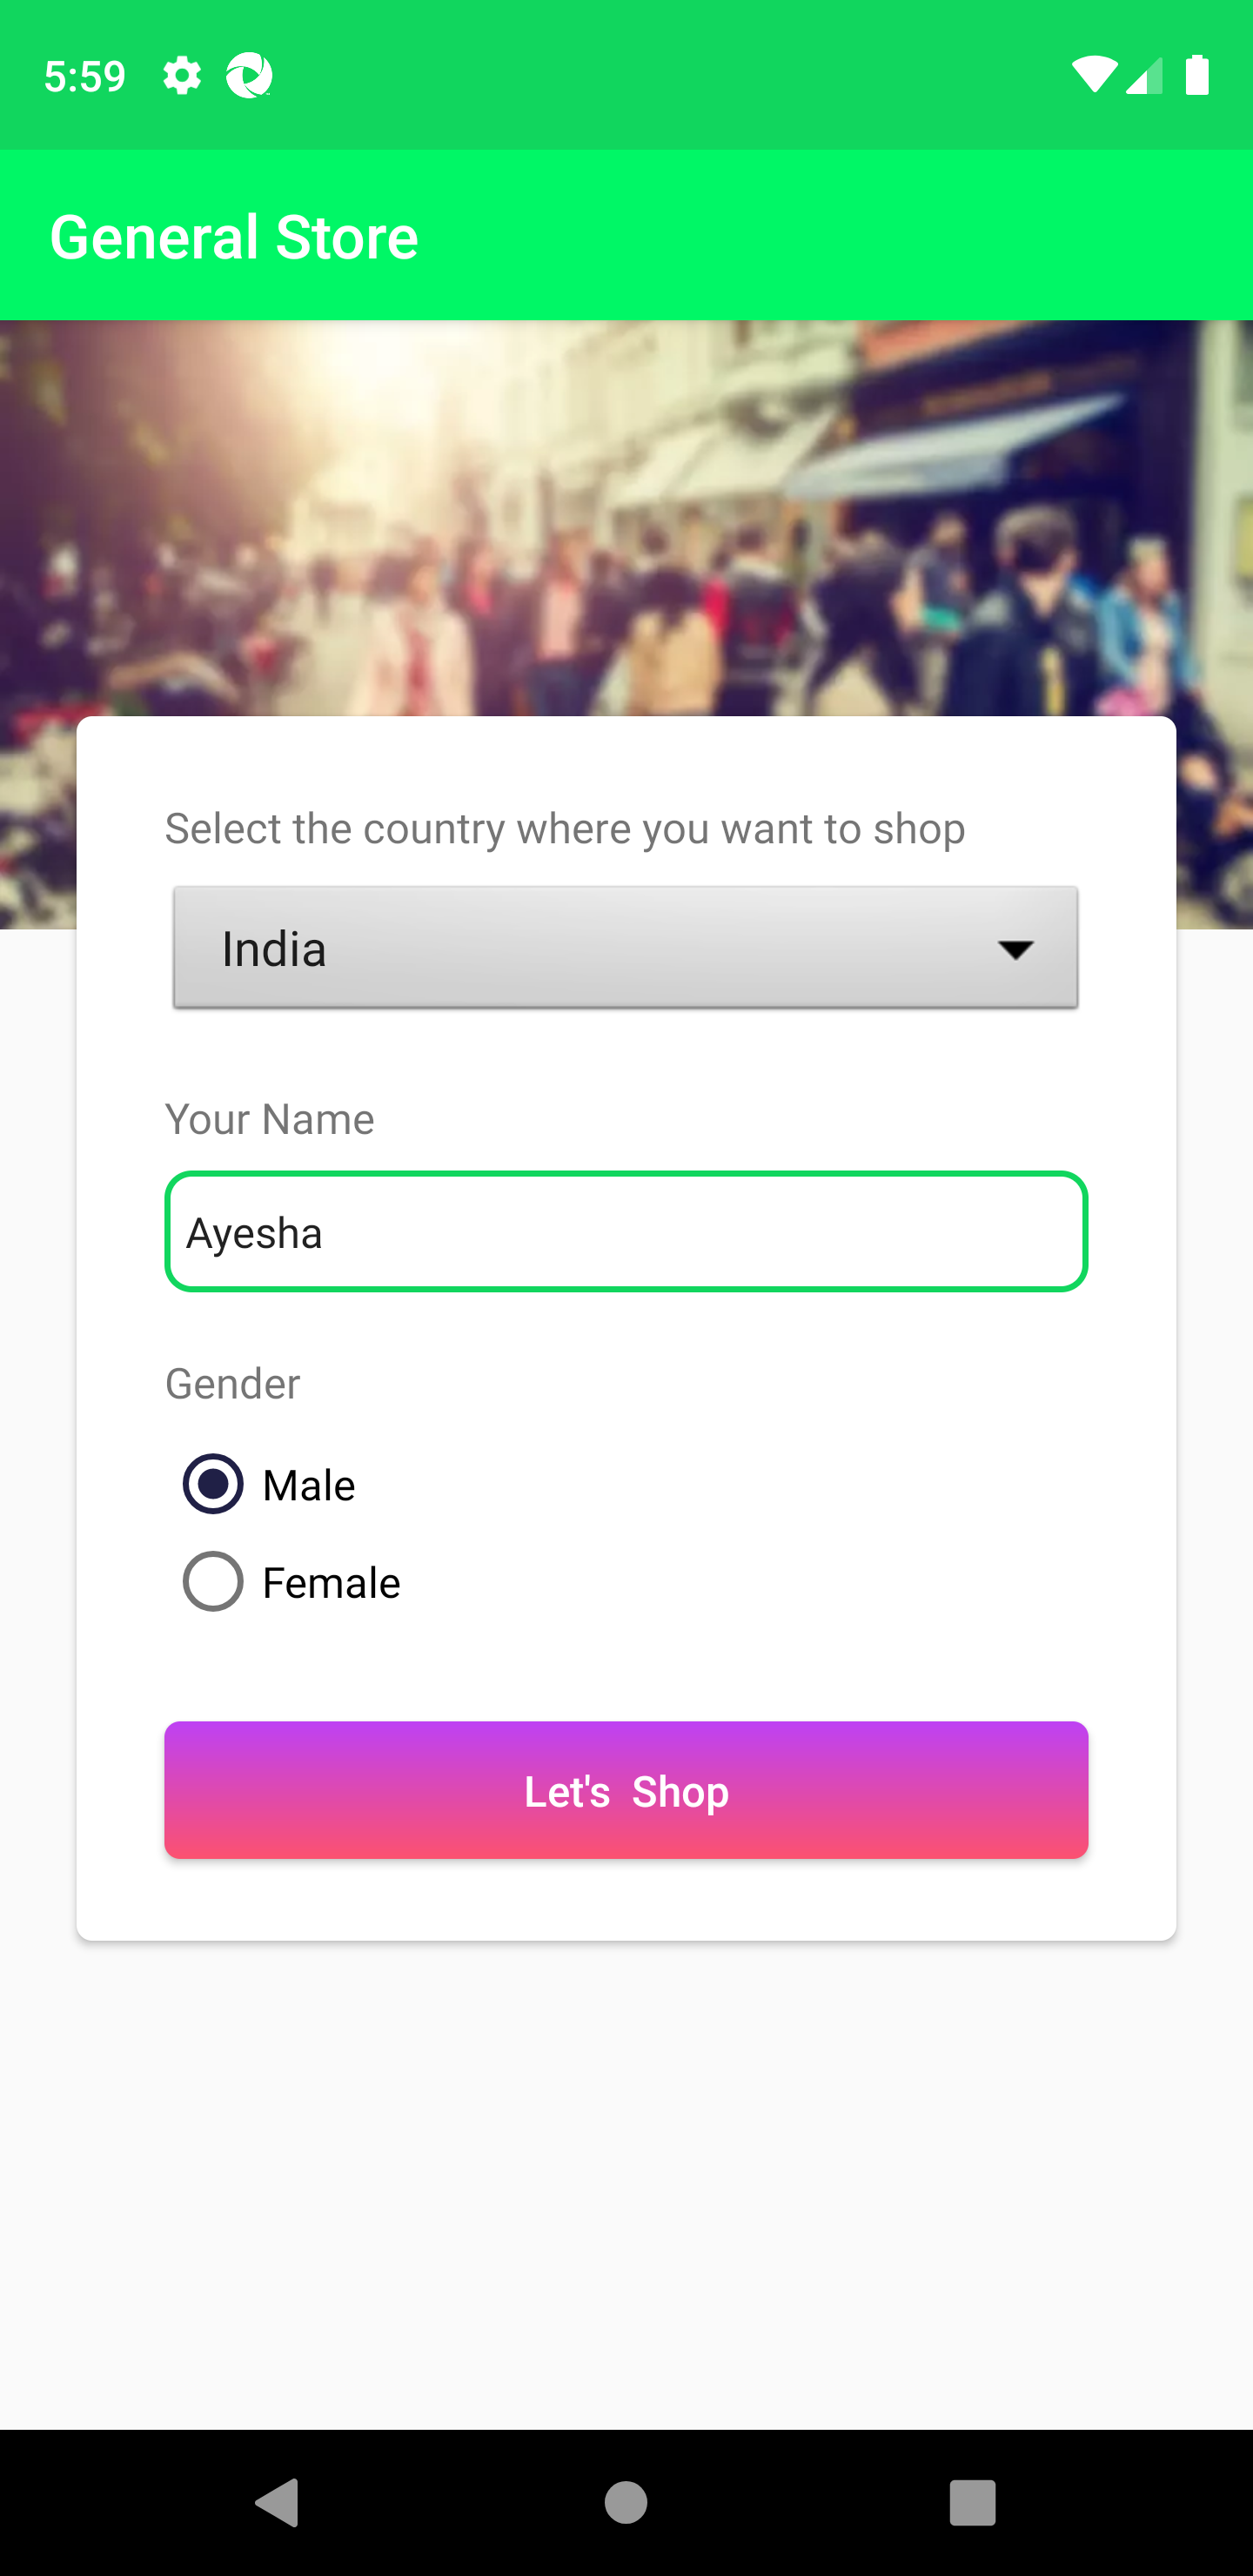 5:59
General Store
Select the country where you want to shop
India
Your Name
Ayesha
Gender
Male
Female
Let's Shop